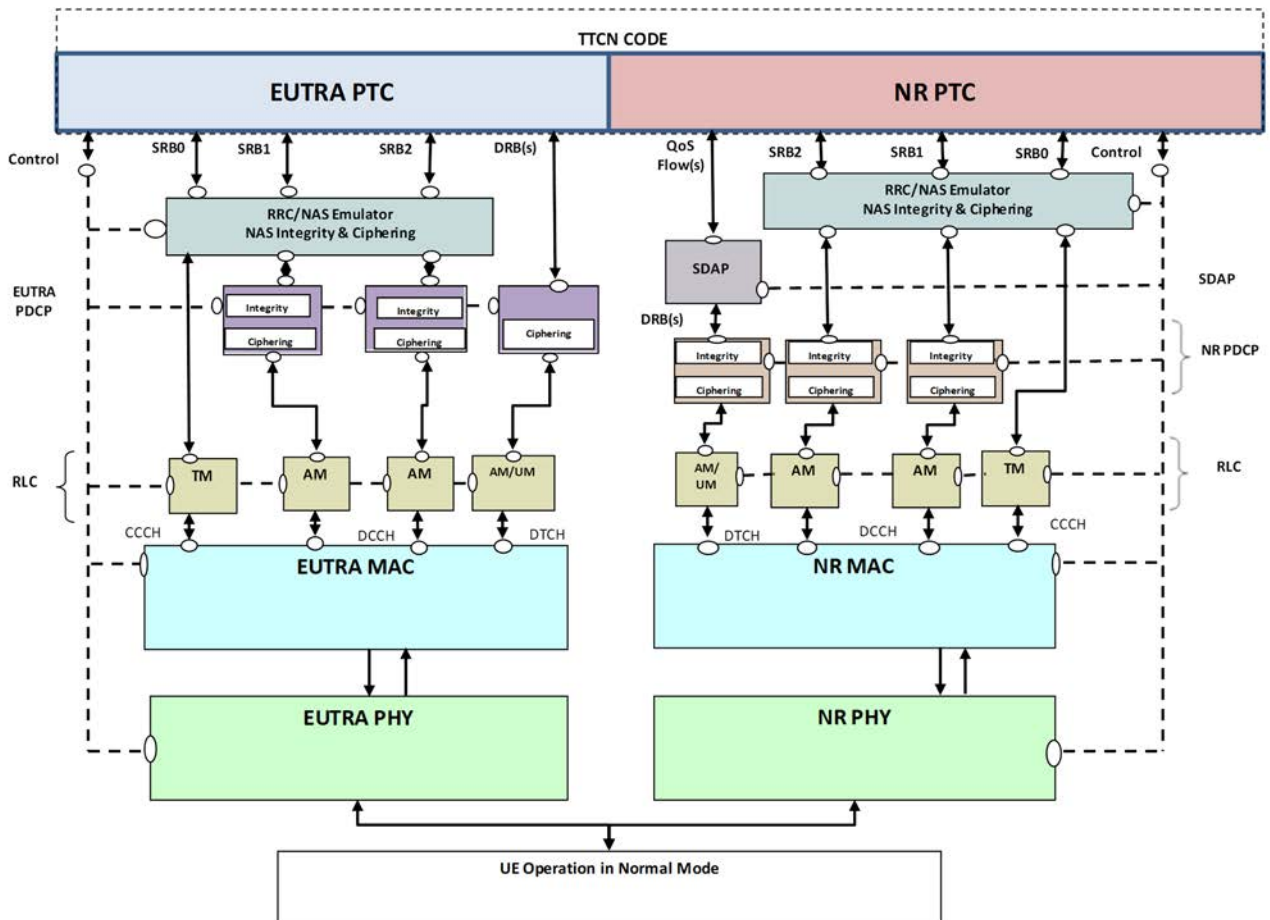 TTCN CODE
EUTRA PTC
NR PTC
Control
SRB0
SRB1
SRB2
DRB(s)
QoS
Flow(s)
SRB2
SRB1
SRB0
Control
RRC/NAS Emulator
NAS Integrity & Ciphering
RRC/NAS Emulator
NAS Integrity & Ciphering
SDAP
SDAP
EUTRA
PDCP
Integrity
Ciphering
Integrity
Ciphering
Ciphering
DRB(s)
Integrity
Ciphering
Integrity
Ciphering
Integrity
Ciphering
NR PDCP
RLC
TM
AM
AM
AM/UM
AM/
UM
AM
AM
TM
RLC
CCCH
DCCH
DTCH
DTCH
DCCH
CCCH
EUTRA MAC
NR MAC
EUTRA PHY
NR PHY
UE Operation in Normal Mode